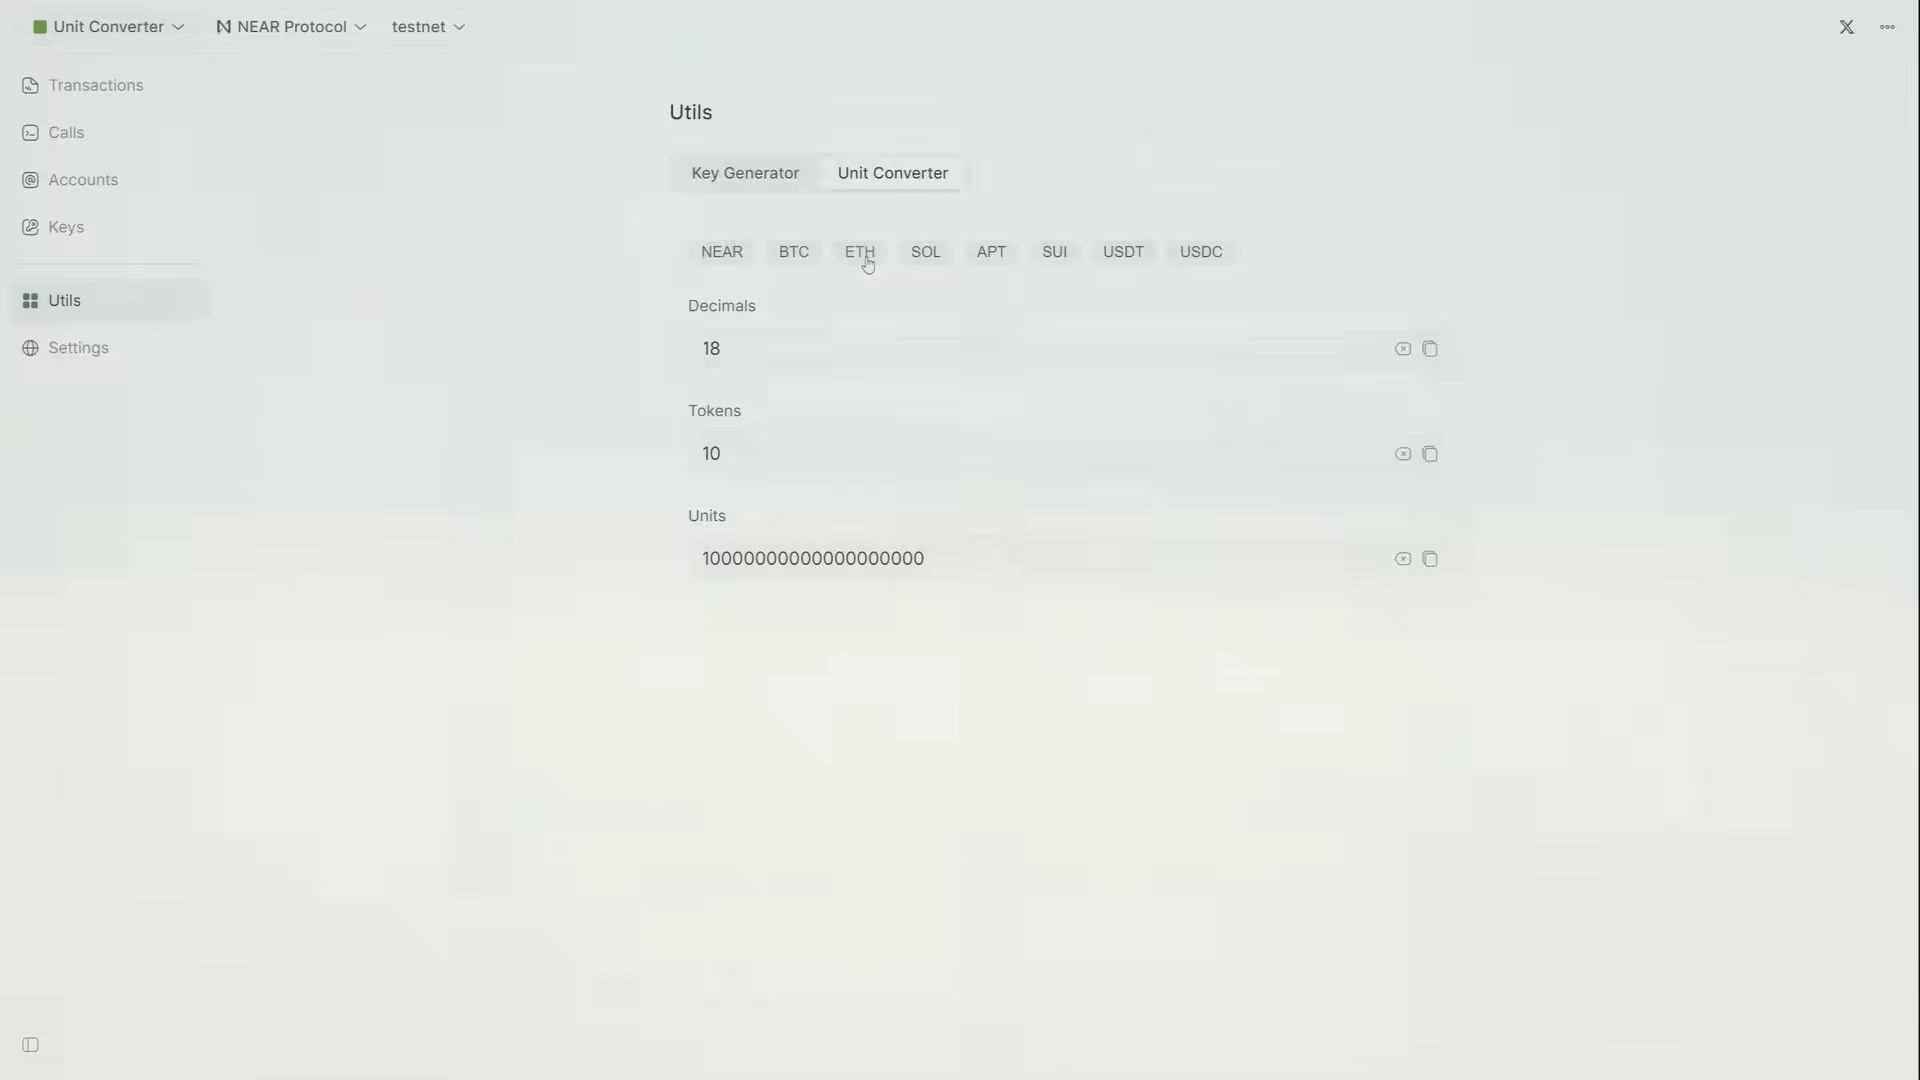 Unit Converter
NEAR Protocol
testnet
Transactions
Calls
Accounts
Keys
Utils
Settings
Utils
Key Generator
Unit Converter
NEAR BTC ETH SOL APT SUI USDT USDC
Decimals
18
Tokens
10
Units
10000000000000000000